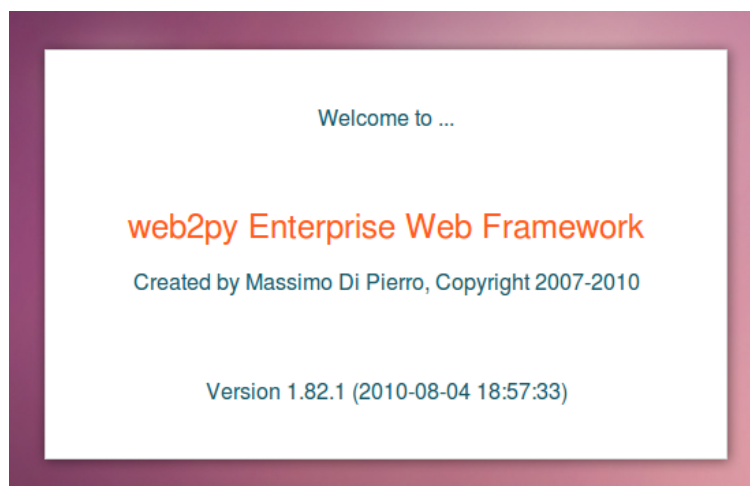 Welcome to ...
web2py Enterprise Web Framework
Created by Massimo Di Pierro, Copyright 2007-2010
Version 1.82.1 (2010-08-04 18:57:33)